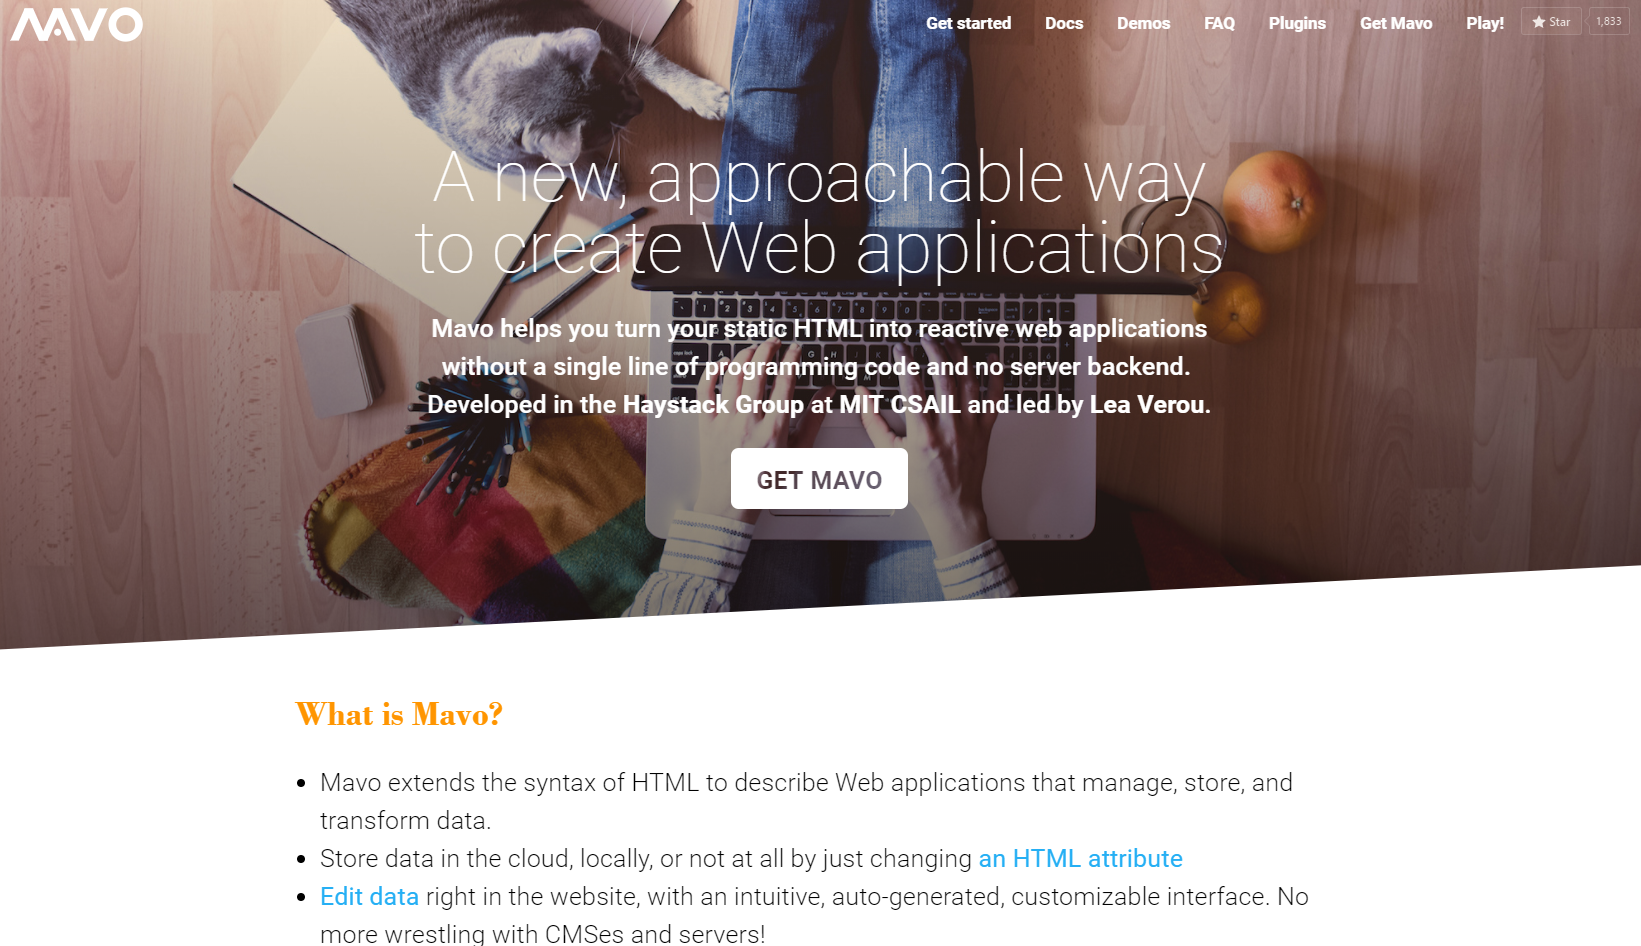 MAVO
Get started Docs Demos FAQ Plugins Get Mavo Play! Star 1,833
A new, approachable way
to create Web applications
Mavo helps you turn your static HTML into reactive web applications
without a single line of programming code and no server backend.
Developed in the Haystack Group at MIT CSAIL and led by Lea Verou.
GET MAVO
What is Mavo?
• Mavo extends the syntax of HTML to describe Web applications that manage, store, and
transform data.
• Store data in the cloud, locally, or not at all by just changing an HTML attribute
• Edit data right in the website, with an intuitive, auto-generated, customizable interface. No
more wrestling with CMSes and servers!